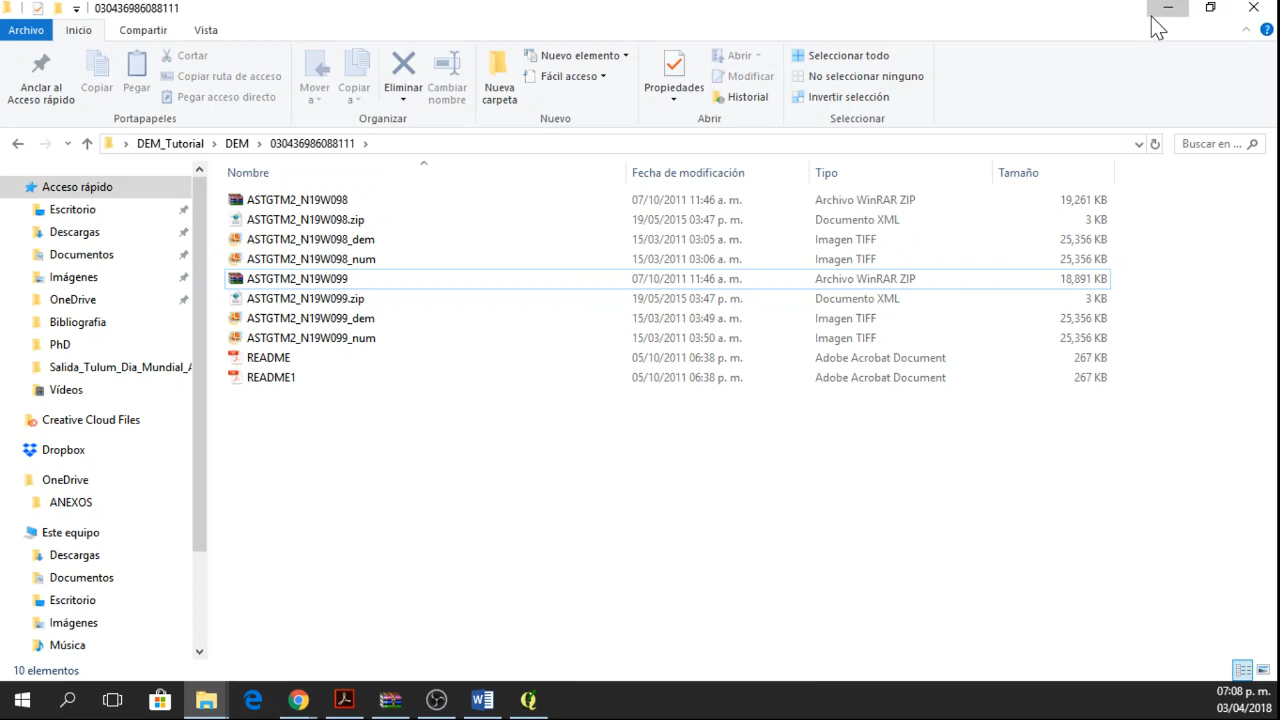 030436986088111
Archivo Inicio Compartir Vista
Anclar al Acceso rápido
Copiar
Pegar
Cortar
Copiar ruta de acceso
Pegar acceso directo
Portapapeles
Mover a
Copiar a
Eliminar
Cambiar nombre
Organizar
Nueva carpeta
Nuevo elemento
Fácil acceso
Nuevo
Propiedades
Abrir
Modificar
Historial
Abrir
Seleccionar todo
No seleccionar ninguno
Invertir selección
Seleccionar
DEM_Tutorial > DEM > 030436986088111 >
Buscar en ...
Acceso rápido
Escritorio
Descargas
Documentos
Imágenes
OneDrive
Bibliografia
PhD
Salida_Tulum_Dia_Mundial_A
Vídeos
Creative Cloud Files
Dropbox
OneDrive
ANEXOS
Este equipo
Descargas
Documentos
Escritorio
Imágenes
Música
Nombre Fecha de modificación Tipo Tamaño
ASTGTM2_N19W098 07/10/2011 11:46 a. m. Archivo WinRAR ZIP 19,261 KB
ASTGTM2_N19W098.zip 19/05/2015 03:47 p. m. Documento XML 3 KB
ASTGTM2_N19W098_dem 15/03/2011 03:05 a. m. Imagen TIFF 25,356 KB
ASTGTM2_N19W098_num 15/03/2011 03:06 a. m. Imagen TIFF 25,356 KB
ASTGTM2_N19W099 07/10/2011 11:46 a. m. Archivo WinRAR ZIP 18,891 KB
ASTGTM2_N19W099.zip 19/05/2015 03:47 p. m. Documento XML 3 KB
ASTGTM2_N19W099_dem 15/03/2011 03:49 a. m. Imagen TIFF 25,356 KB
ASTGTM2_N19W099_num 15/03/2011 03:50 a. m. Imagen TIFF 25,356 KB
README 05/10/2011 06:38 p. m. Adobe Acrobat Document 267 KB
README1 05/10/2011 06:38 p. m. Adobe Acrobat Document 267 KB
10 elementos
07:08 p. m.
03/04/2018